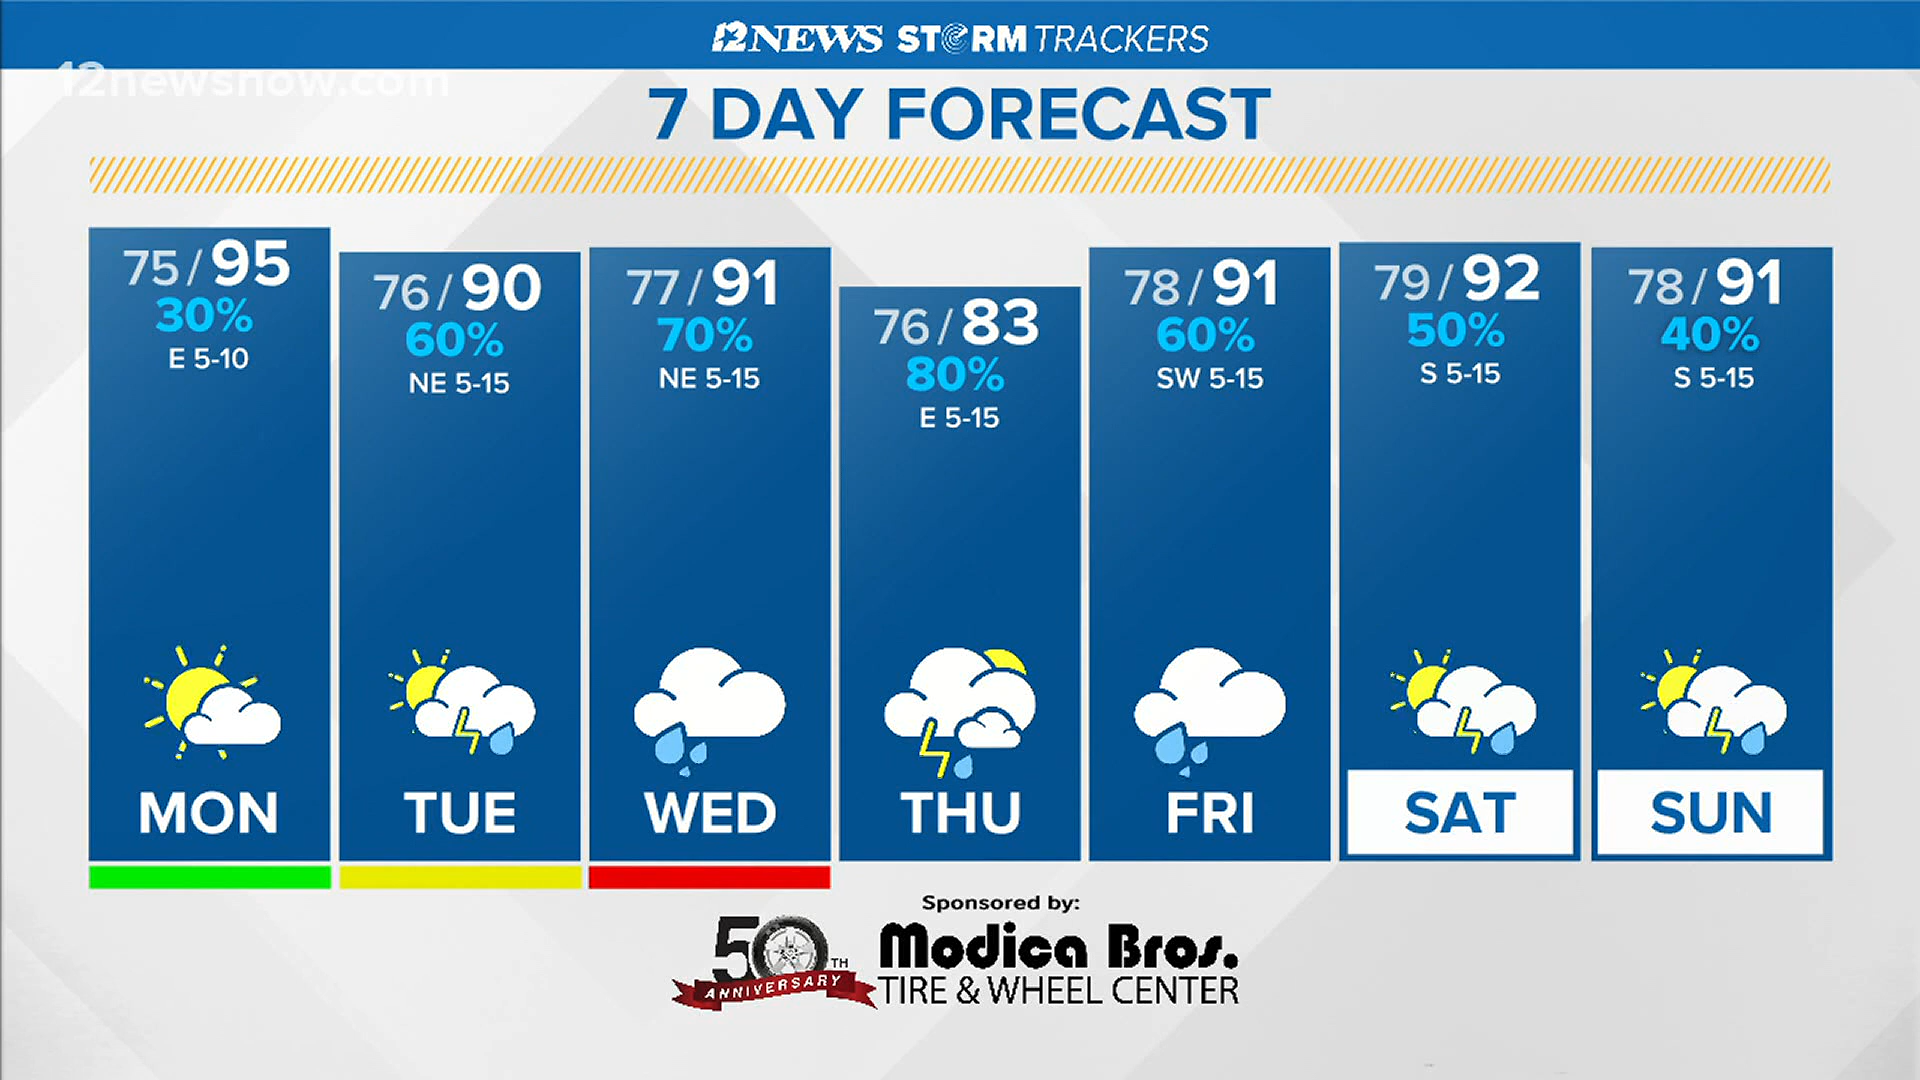 12NEWS STORM TRACKERS
12newsnow.com
7 DAY FORECAST
75/95
30%
E 5-10
MON
76/90
60%
NE 5-15
TUE
77/91
70%
NE 5-15
WED
76/83
80%
E 5-15
THU
78/91
60%
SW 5-15
FRI
79/92
50%
S 5-15
SAT
78/91
40%
S 5-15
SUN
Sponsored by:
50TH
ANNIVERSARY
Modica Bros.
TIRE & WHEEL CENTER